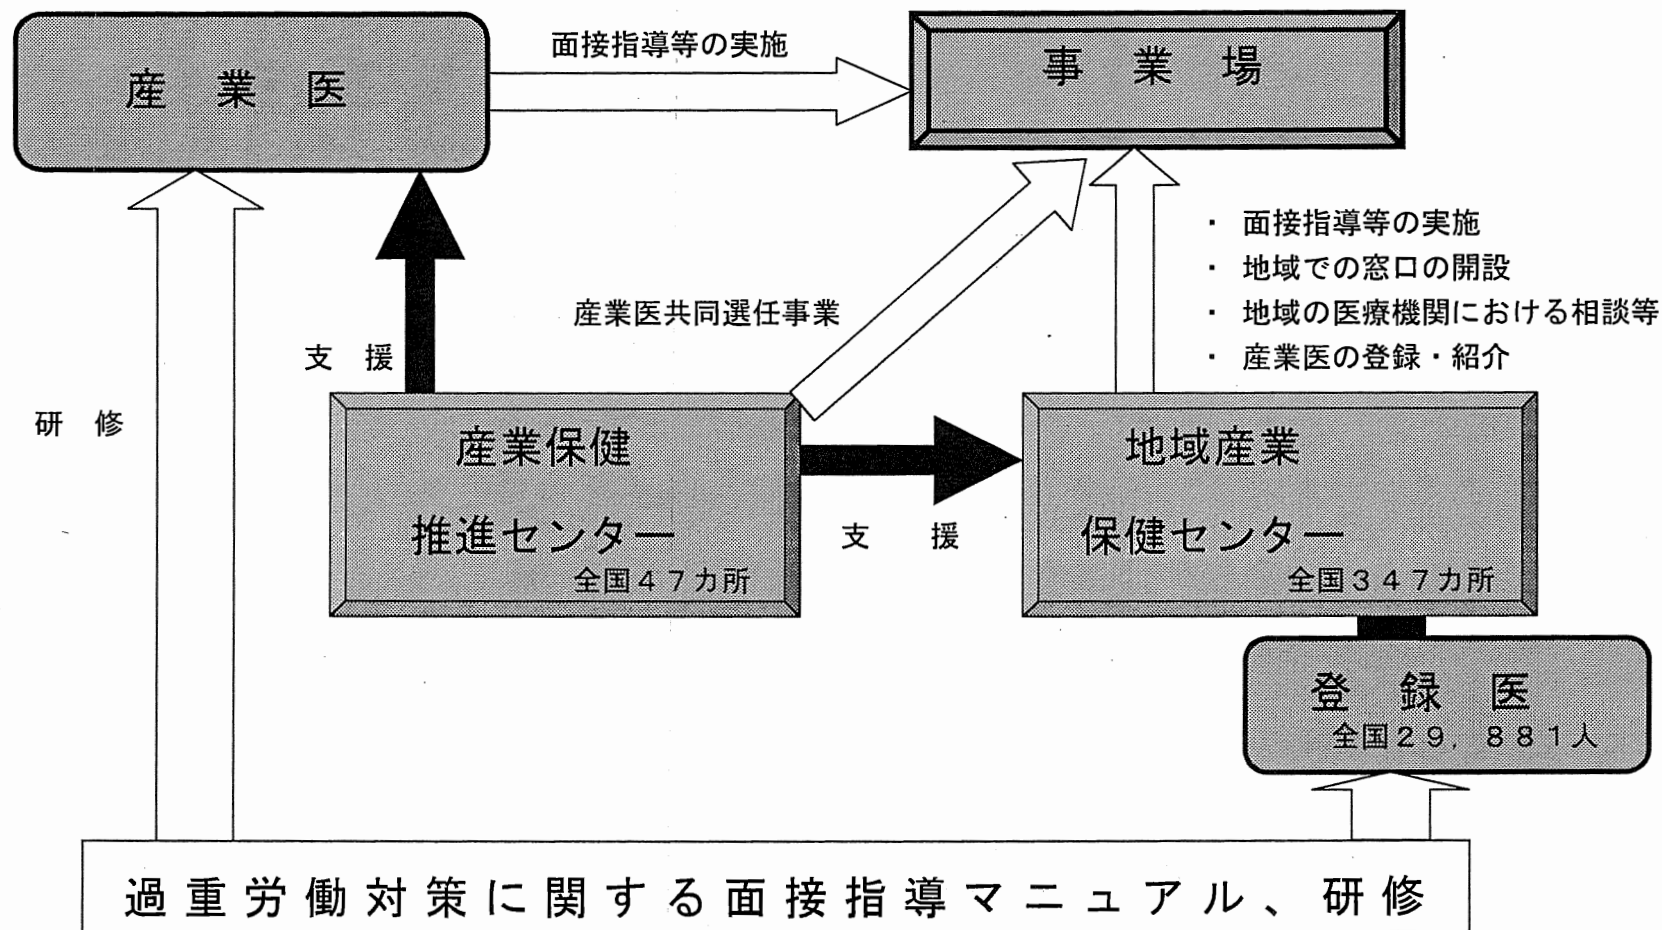 面接指導等の実施
産　業　医
事　業　場
・ 面接指導等の実施
・ 地域での窓口の開設
・ 地域の医療機関における相談等
・ 産業医の登録・紹介
産業医共同選任事業
支　援
研　修
産業保健
推進センター
全国４７カ所
支　　援
地域産業
保健センター
全国３４７カ所
登　録　医
全国２９，８８１人
過重労働対策に関する面接指導マニュアル、研修